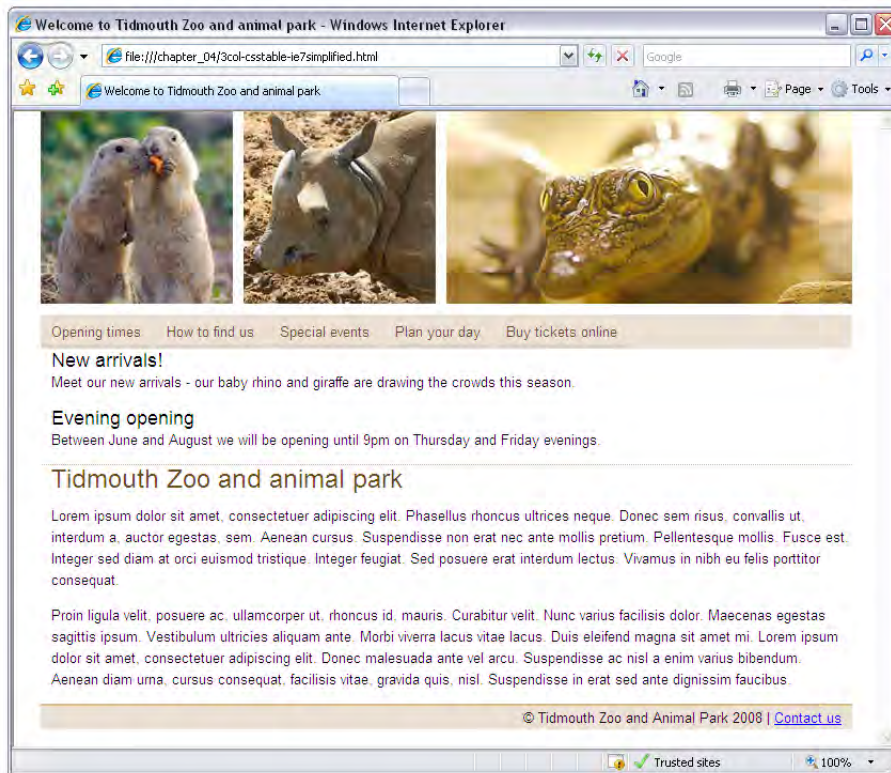 Welcome to Tidmouth Zoo and animal park - Windows Internet Explorer
file:///chapter_04/3col-csstable-ie7simplified.html
Google
Welcome to Tidmouth Zoo and animal park
Page
Tools
Opening times How to find us Special events Plan your day Buy tickets online
New arrivals!
Meet our new arrivals - our baby rhino and giraffe are drawing the crowds this season.
Evening opening
Between June and August we will be opening until 9pm on Thursday and Friday evenings.
Tidmouth Zoo and animal park
Lorem ipsum dolor sit amet, consectetuer adipiscing elit. Phasellus rhoncus ultrices neque. Donec sem risus, convallis ut,
interdum a, auctor egestas, sem. Aenean cursus. Suspendisse non erat nec ante mollis pretium. Pellentesque mollis. Fusce est.
Integer sed diam at orci euismod tristique. Integer feugiat. Sed posuere erat interdum lectus. Vivamus in nibh eu felis porttitor
consequat.
Proin ligula velit, posuere ac, ullamcorper ut, rhoncus id, mauris. Curabitur velit. Nunc varius facilisis dolor. Maecenas egestas
sagittis ipsum. Vestibulum ultricies aliquam ante. Morbi viverra lacus vitae lacus. Duis eleifend magna sit amet mi. Lorem ipsum
dolor sit amet, consectetuer adipiscing elit. Donec malesuada ante vel arcu. Suspendisse ac nisl a enim varius bibendum.
Aenean diam urna, cursus consequat, facilisis vitae, gravida quis, nisl. Suspendisse in erat sed ante dignissim faucibus.
© Tidmouth Zoo and Animal Park 2008 | Contact us
Trusted sites
100%